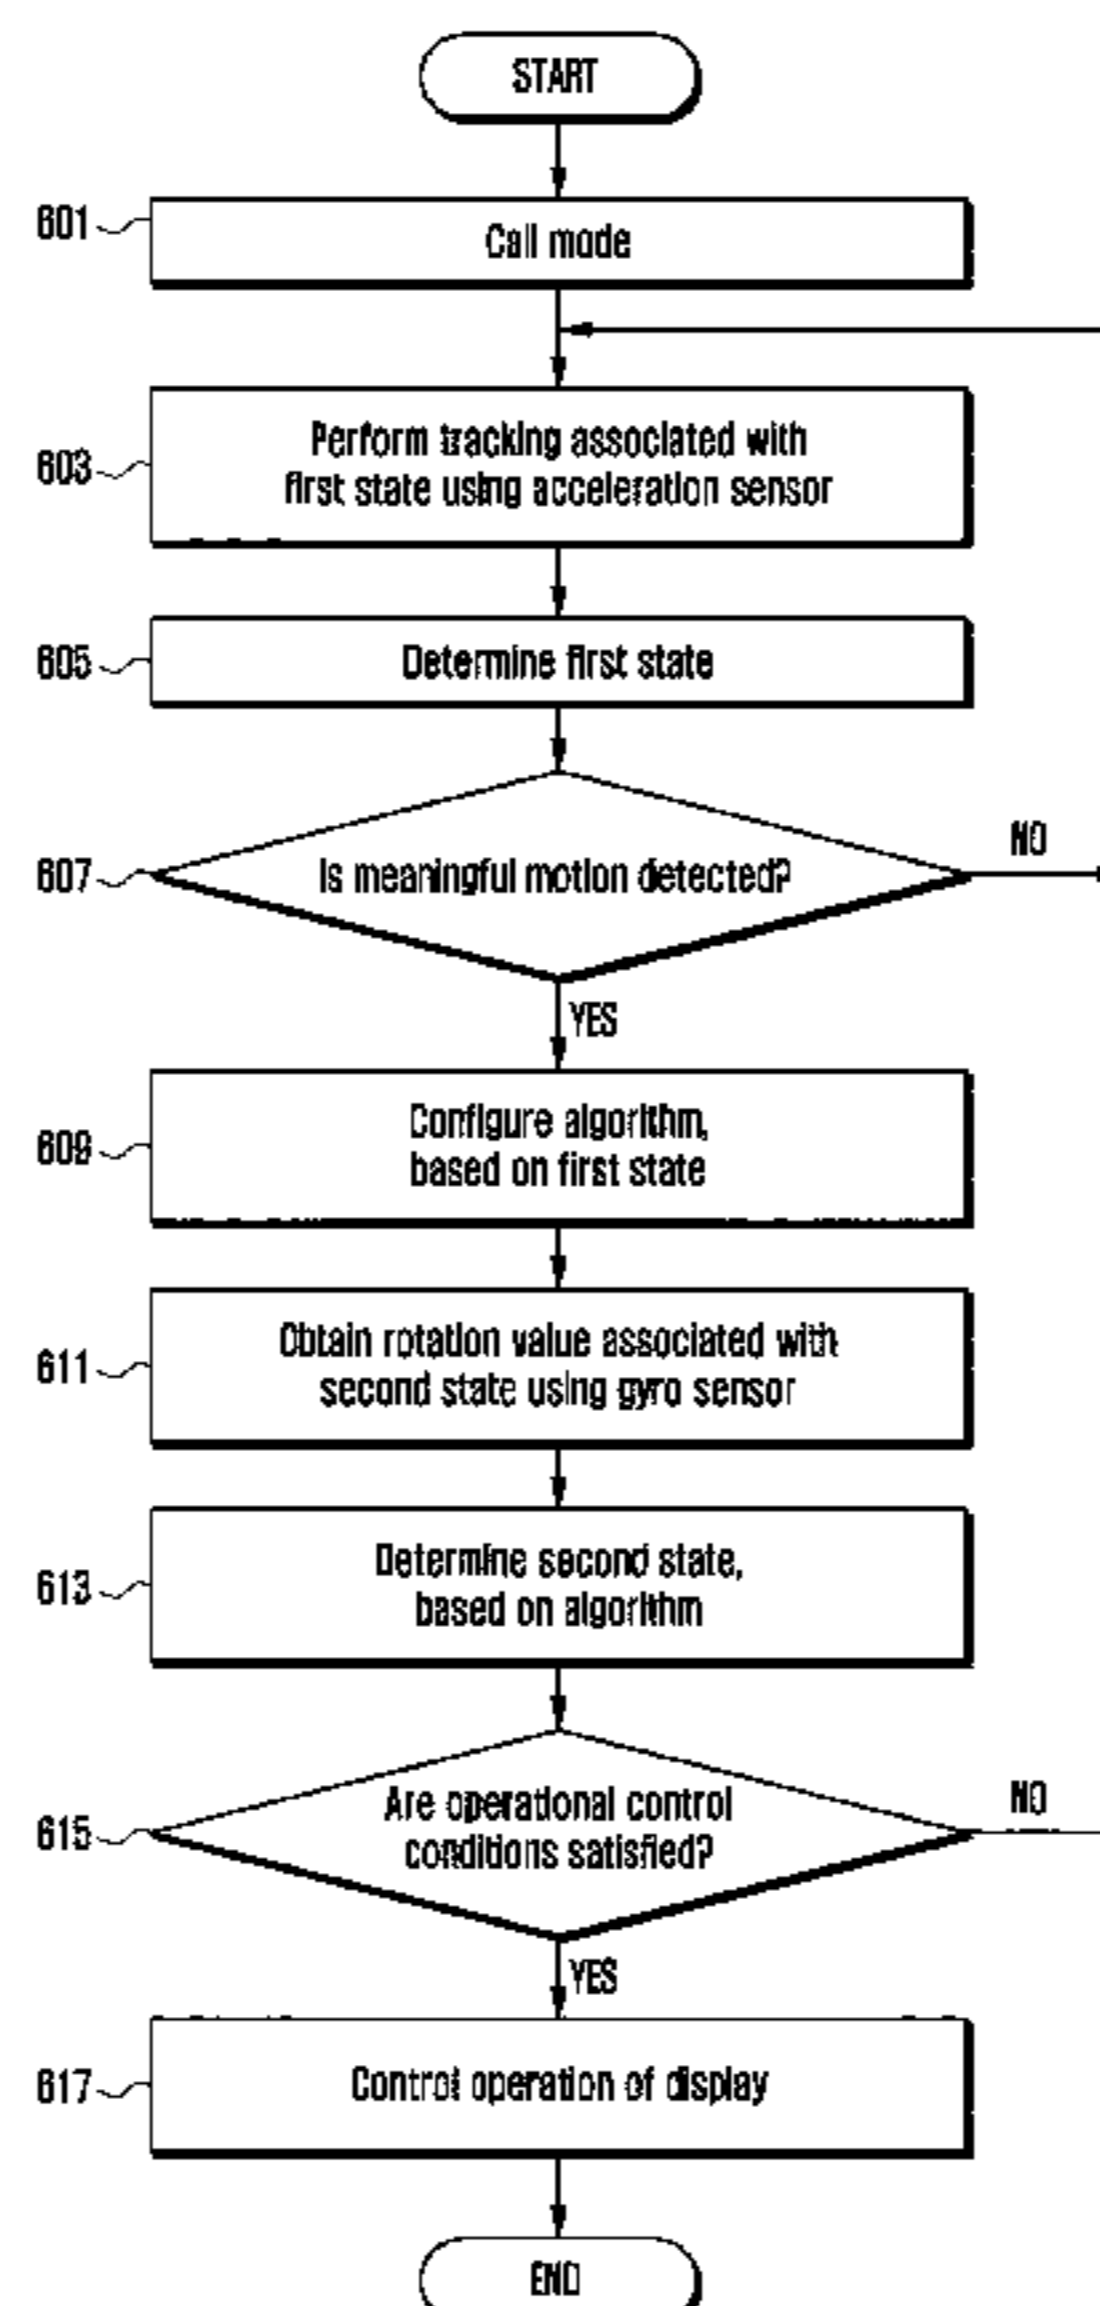 START
601
Call mode
603
Perform tracking associated with
first state using acceleration sensor
605
Determine first state
607
Is meaningful motion detected?
NO
YES
609
Configure algorithm,
based on first state
611
Obtain rotation value associated with
second state using gyro sensor
613
Determine second state,
based on algorithm
615
Are operational control
conditions satisfied?
NO
YES
617
Control operation of display
END